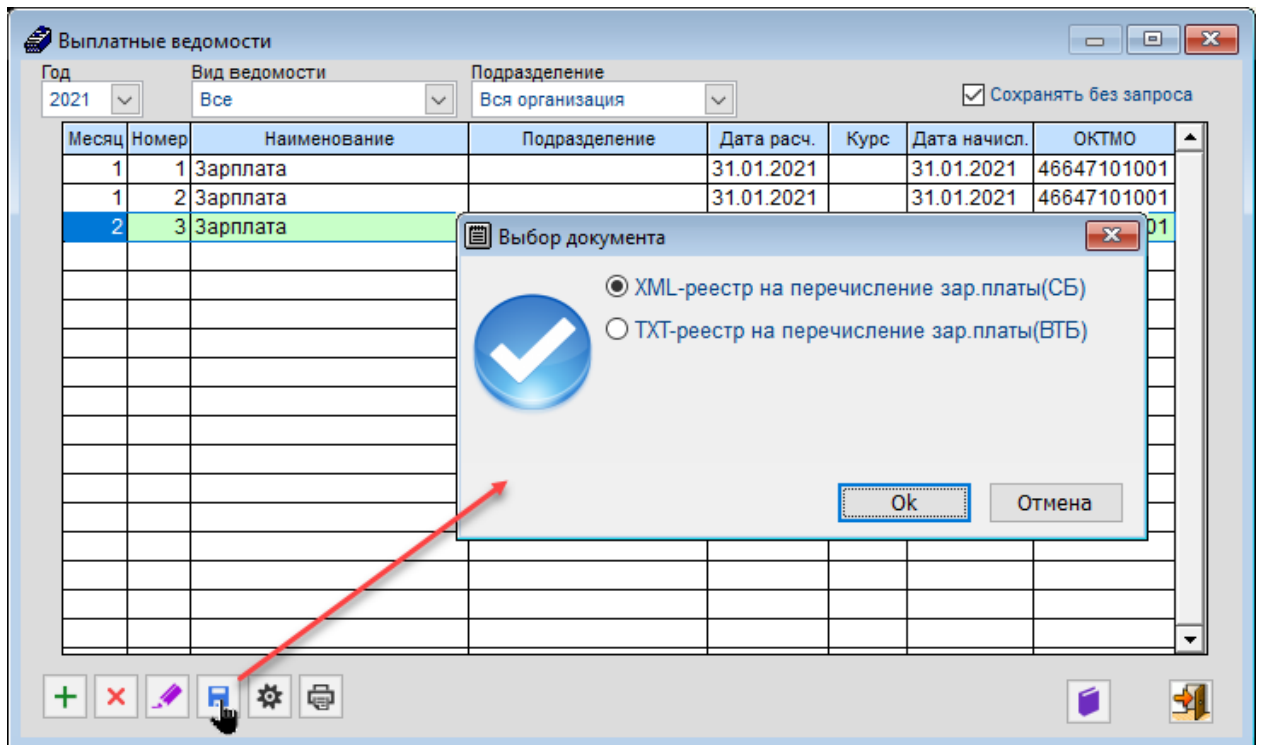 Выплатные ведомости
Год Вид ведомости Подразделение
2021 Все Вся организация Сохранять без запроса
Месяц Номер Наименование Подразделение Дата расч. Курс Дата начисл. ОКТМО
1 1 Зарплата 31.01.2021 31.01.2021 46647101001
1 2 Зарплата 31.01.2021 31.01.2021 46647101001
2 3 Зарплата 01
Выбор документа
XML-реестр на перечисление зар.платы(СБ)
TXT-реестр на перечисление зар.платы(ВТБ)
Ok Отмена